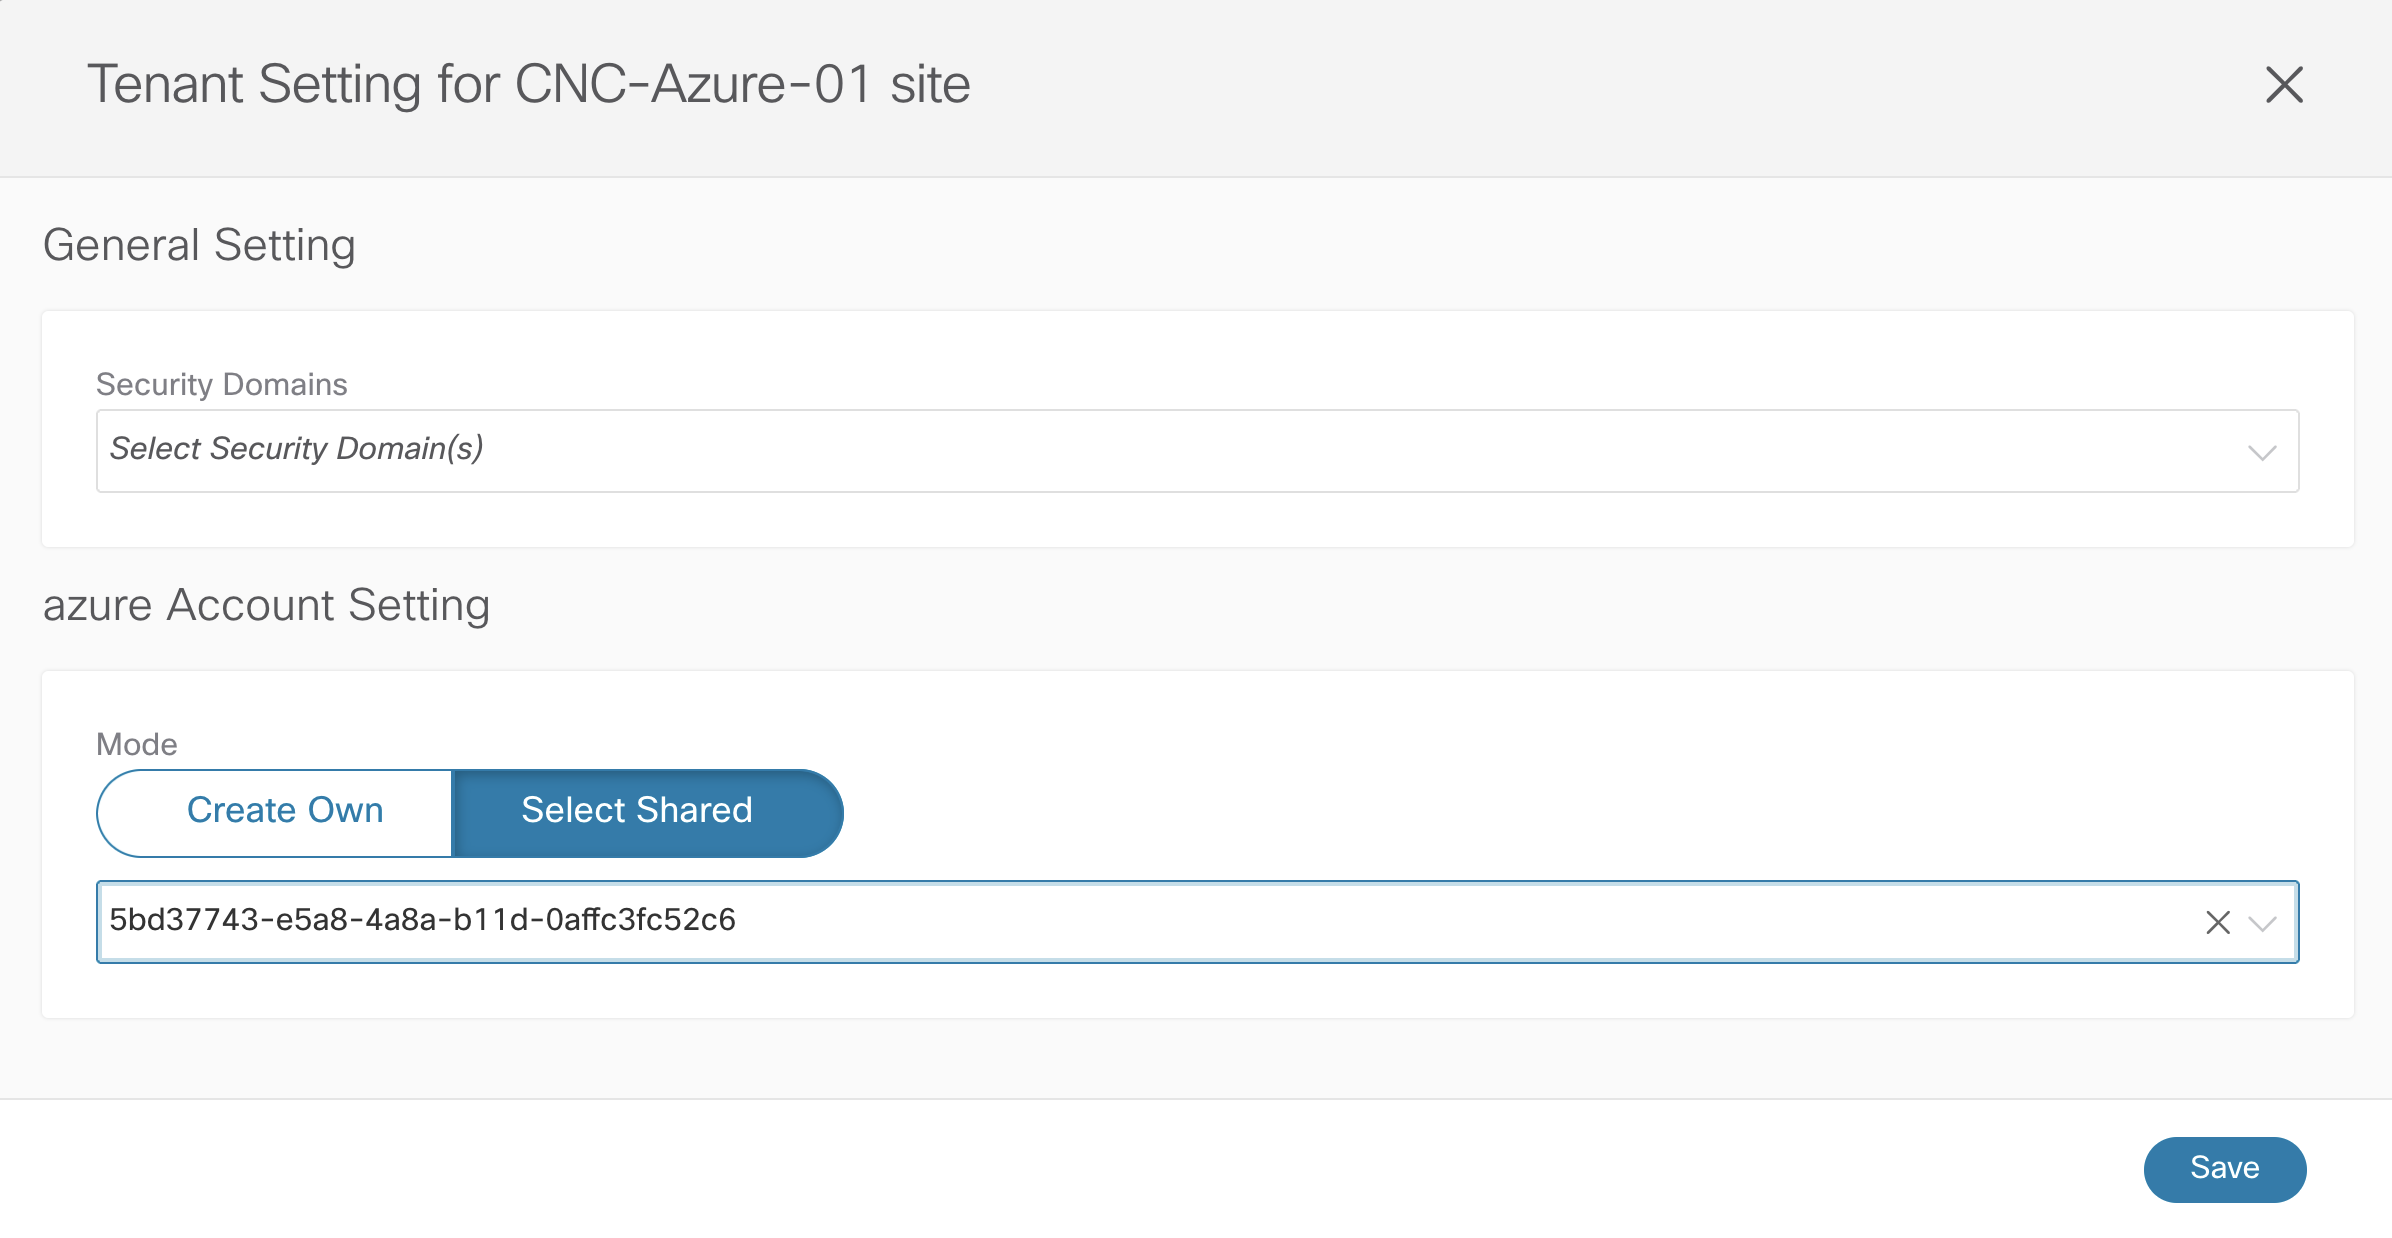 Tenant Setting for CNC-Azure-01 site
General Setting
Security Domains
Select Security Domain(s)
azure Account Setting
Mode
Create Own
Select Shared
5bd37743-e5a8-4a8a-b11d-0affc3fc52c6
Save